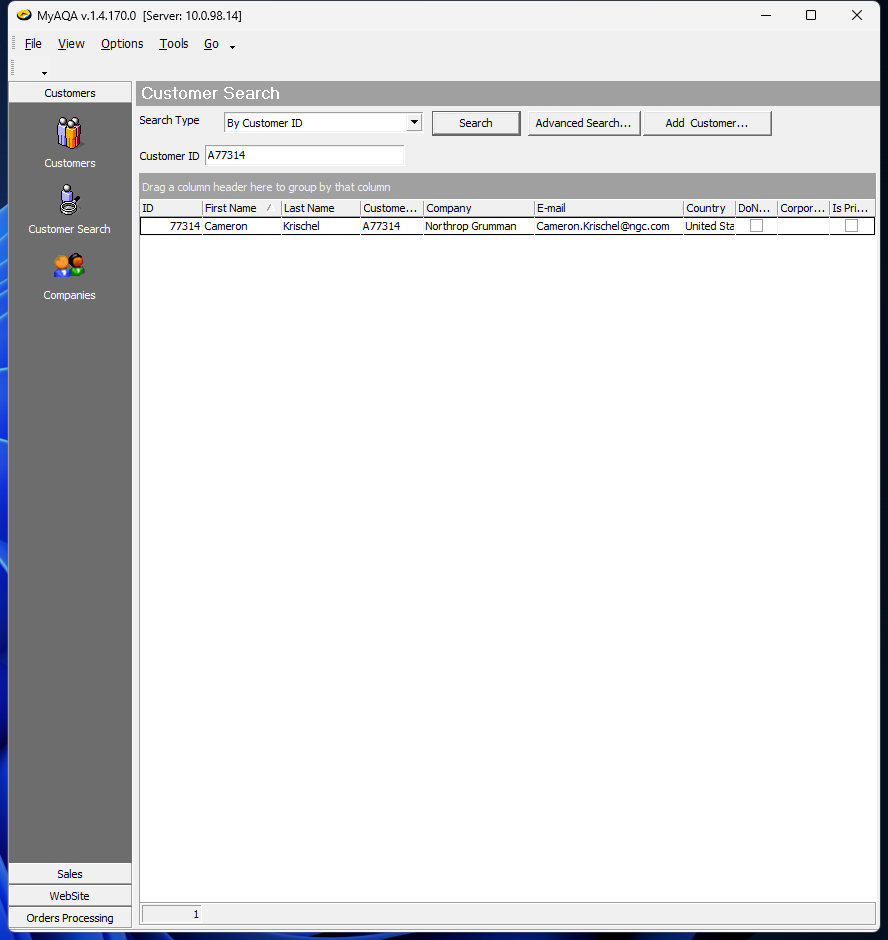 MyAQA v.1.4.170.0 [Server: 10.0.98.14]
File View Options Tools Go
Customers
Customer Search
Search Type By Customer ID Search Advanced Search... Add Customer...
Customer ID A77314
Customers
Customer Search
Companies
Drag a column header here to group by that column
ID First Name Last Name Custome... Company E-mail Country DoN... Corpor... Is Pri...
77314 Cameron Krischel A77314 Northrop Grumman Cameron.Krischel@ngc.com United Sta
Sales
WebSite
Orders Processing
1